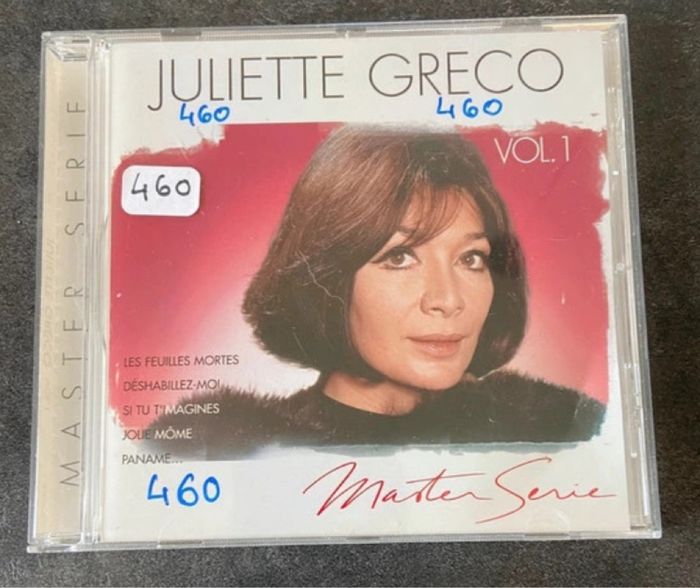 JULIETTE GRECO
460 460
VOL. 1
460
LES FEUILLES MORTES
DÉSHABILLEZ-MOI
SI TU T'IMAGINES
JOLIE MÔME
PANAME...
460
Master Serie
MASTER SERIE